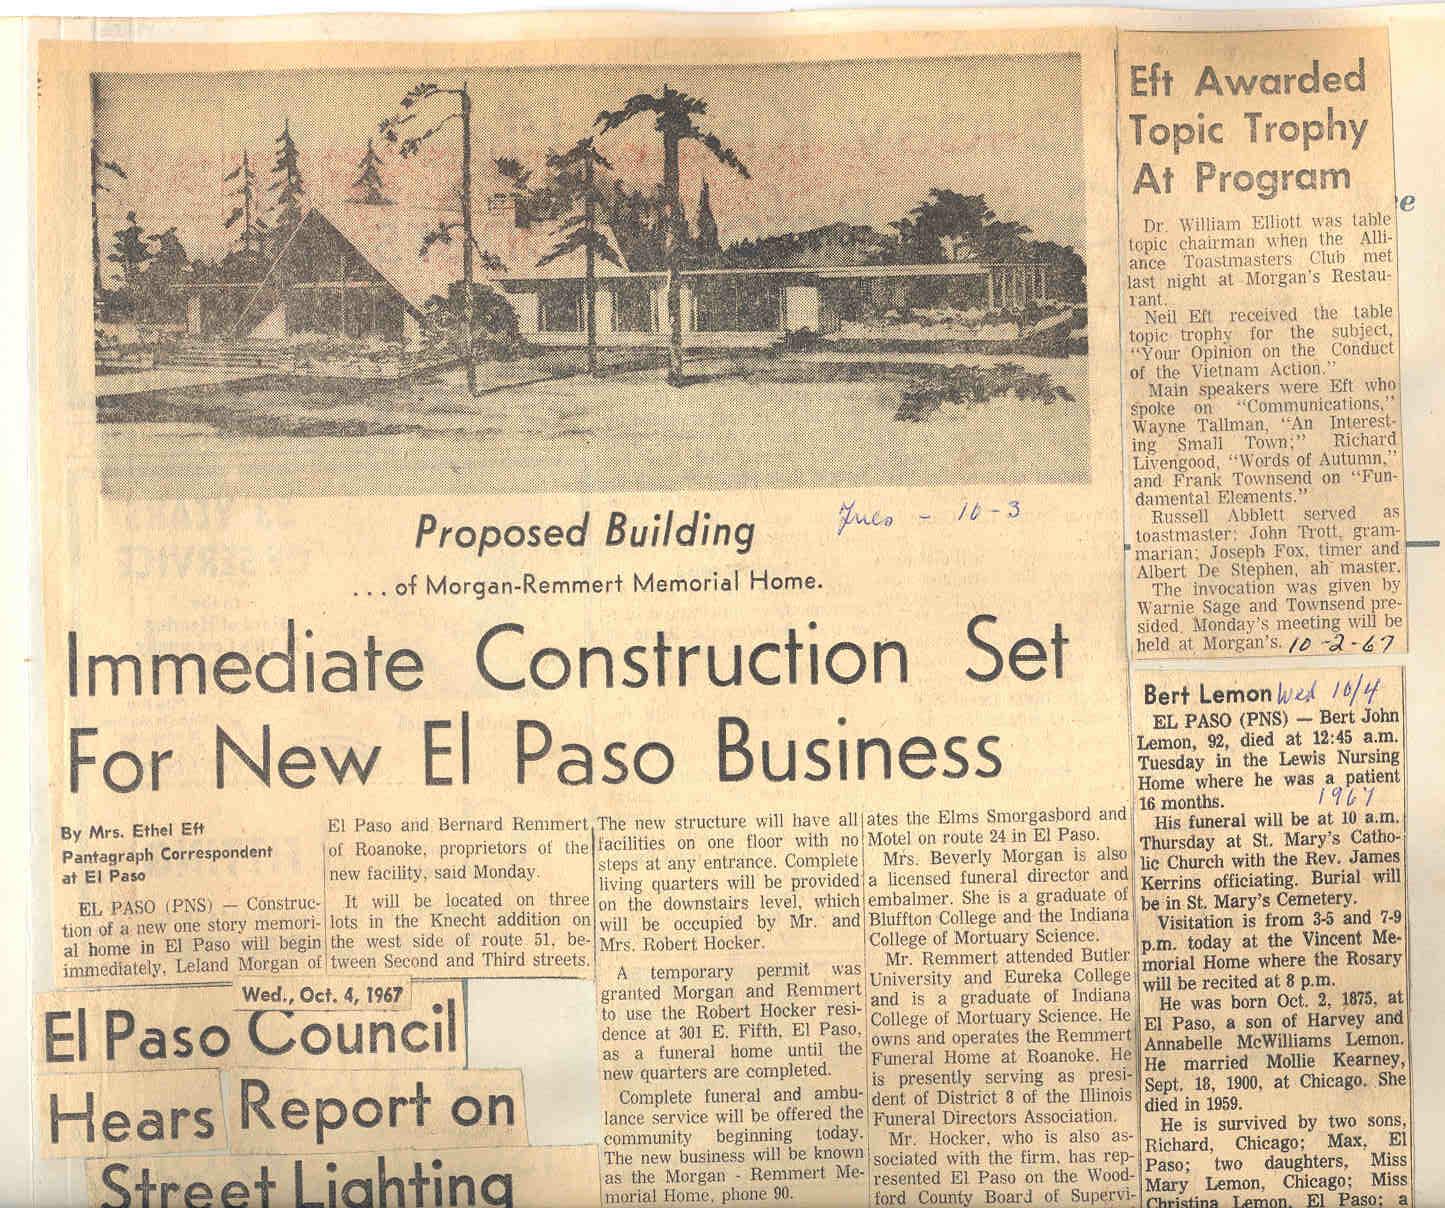 Proposed Building
Tues - 10-3
...of Morgan-Remmert Memorial Home.
Immediate Construction Set
For New El Paso Business
By Mrs. Ethel Eft
Pantagraph Correspondent
at El Paso
EL PASO (PNS) — Construc-
tion of a new one story memori-
al home in El Paso will begin
immediately, Leland Morgan of
El Paso and Bernard Remmert
of Roanoke, proprietors of the
new facility, said Monday.
It will be located on three
lots in the Knecht addition on
the west side of route 51, be-
tween Second and Third streets.
The new structure will have all
facilities on one floor with no
steps at any entrance. Complete
living quarters will be provided
on the downstairs level, which
will be occupied by Mr. and
Mrs. Robert Hocker.
A temporary permit was
granted Morgan and Remmert
to use the Robert Hocker resi-
dence at 301 E. Fifth, El Paso,
as a funeral home until the
new quarters are completed.
Complete funeral and ambu-
lance service will be offered the
community beginning today.
The new business will be known
as the Morgan - Remmert Me-
morial Home, phone 90.
ates the Elms Smorgasbord and
Motel on route 24 in El Paso.
Mrs. Beverly Morgan is also
a licensed funeral director and
embalmer. She is a graduate of
Bluffton College and the Indiana
College of Mortuary Science.
Mr. Remmert attended Butler
University and Eureka College
and is a graduate of Indiana
College of Mortuary Science. He
owns and operates the Remmert
Funeral Home at Roanoke. He
is presently serving as presi-
dent of District 8 of the Illinois
Funeral Directors Association.
Mr. Hocker, who is also as-
sociated with the firm, has rep-
resented El Paso on the Wood-
ford County Board of Supervi-
Wed., Oct. 4, 1967
El Paso Council
Hears Report on
Street Lighting
Eft Awarded
Topic Trophy
At Program
Dr. William Elliott was table
topic chairman when the Alli-
ance Toastmasters Club met
last night at Morgan's Restau-
rant.
Neil Eft received the table
topic trophy for the subject,
"Your Opinion on the Conduct
of the Vietnam Action."
Main speakers were Eft who
spoke on "Communications,"
Wayne Tallman, "An Interest-
ing Small Town;" Richard
Livengood, "Words of Autumn,"
and Frank Townsend on "Fun-
damental Elements."
Russell Abblett served as
toastmaster; John Trott, gram-
marian; Joseph Fox, timer and
Albert De Stephen, ah master.
The invocation was given by
Warnie Sage and Townsend pre-
sided. Monday's meeting will be
held at Morgan's. 10-2-67
Bert Lemon Wed 10/4
EL PASO (PNS) — Bert John
Lemon, 92, died at 12:45 a.m.
Tuesday in the Lewis Nursing
Home where he was a patient
16 months. 1967
His funeral will be at 10 a.m.
Thursday at St. Mary's Catho-
lic Church with the Rev. James
Kerrins officiating. Burial will
be in St. Mary's Cemetery.
Visitation is from 3-5 and 7-9
p.m. today at the Vincent Me-
morial Home where the Rosary
will be recited at 8 p.m.
He was born Oct. 2, 1875, at
El Paso, a son of Harvey and
Annabelle McWilliams Lemon.
He married Mollie Kearney,
Sept. 18, 1900, at Chicago. She
died in 1959.
He is survived by two sons,
Richard, Chicago; Max, El
Paso; two daughters, Miss
Mary Lemon, Chicago; Miss
Christina Lemon, El Paso; a